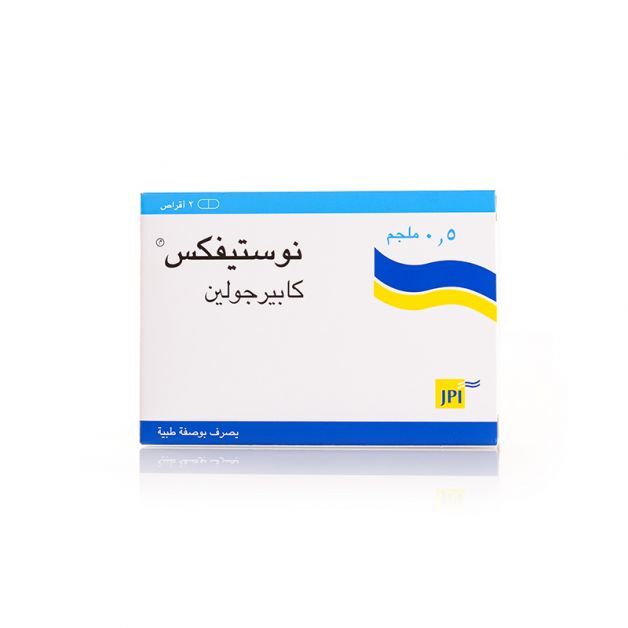 ٢ أقراص
٠,٥ ملجم
نوستيفكس
كابيرجولين
JPI
يصرف بوصفة طبية